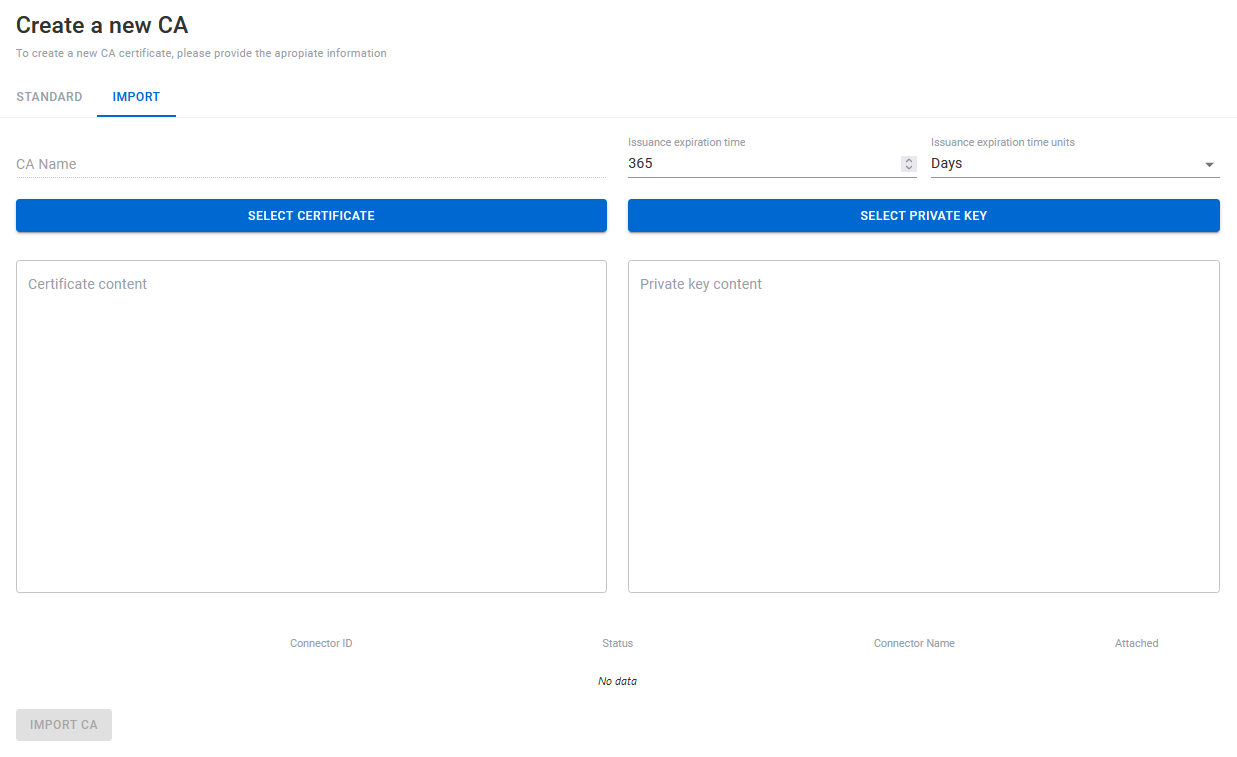 Create a new CA
To create a new CA certificate, please provide the apropiate information
STANDARD IMPORT
CA Name
Issuance expiration time
365
Issuance expiration time units
Days
SELECT CERTIFICATE
SELECT PRIVATE KEY
Certificate content
Private key content
Connector ID Status Connector Name Attached
No data
IMPORT CA